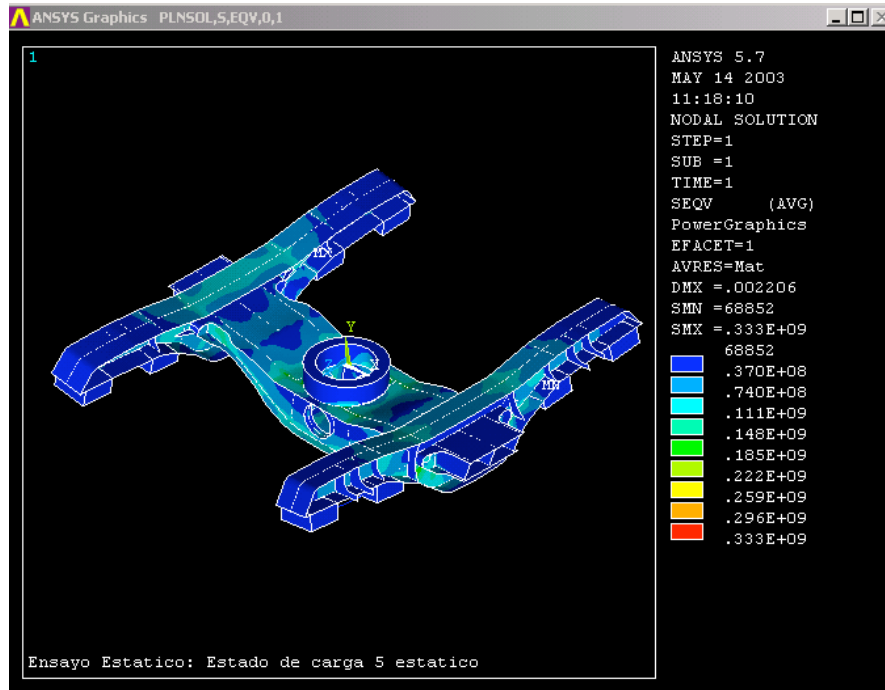 ANSYS Graphics PLNSOL,S,EQV,0,1
1
ANSYS 5.7
MAY 14 2003
11:18:10
NODAL SOLUTION
STEP=1
SUB =1
TIME=1
SEQV (AVG)
PowerGraphics
EFACET=1
AVRES=Mat
DMX =.002206
SMN =68852
SMX =.333E+09
68852
.370E+08
.740E+08
.111E+09
.148E+09
.185E+09
.222E+09
.259E+09
.296E+09
.333E+09
Y
Z X
MN
Ensayo Estatico: Estado de carga 5 estatico